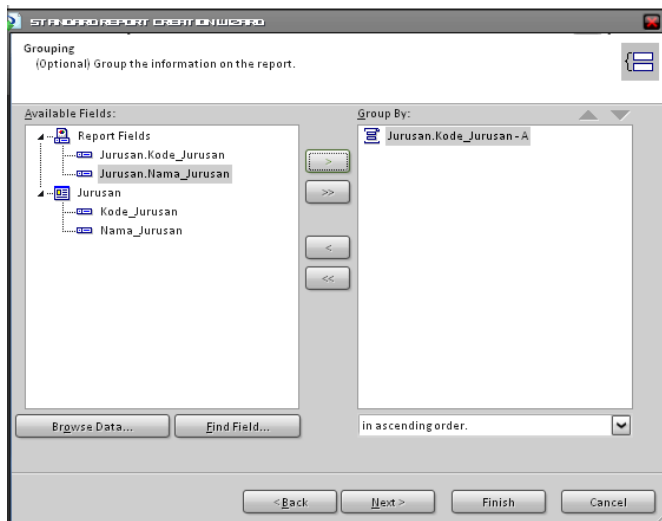 STANDARD REPORT CREATION WIZARD
Grouping
(Optional) Group the information on the report.
Available Fields:
Report Fields
Jurusan.Kode_Jurusan
Jurusan.Nama_Jurusan
Jurusan
Kode_Jurusan
Nama_Jurusan
>
>>
<
<<
Group By:
Jurusan.Kode_Jurusan - A
Browse Data...
Find Field...
in ascending order.
< Back
Next >
Finish
Cancel